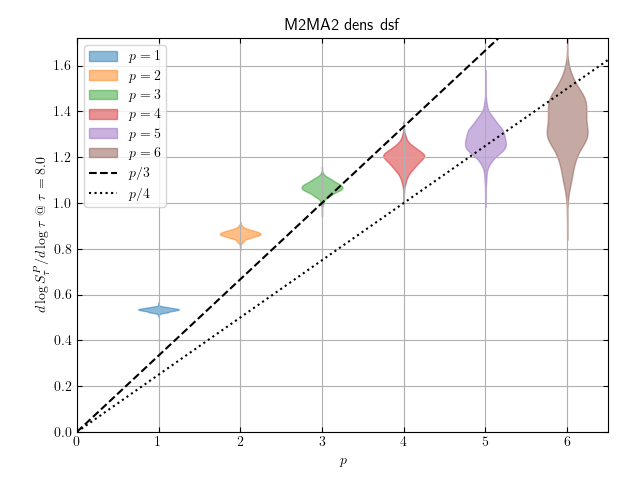 M2MA2 dens dsf
d log S_τ^P / d log τ @ τ = 8.0
1.6
1.4
1.2
1.0
0.8
0.6
0.4
0.2
0.0
p = 1
p = 2
p = 3
p = 4
p = 5
p = 6
p/3
p/4
0 1 2 3 4 5 6
p